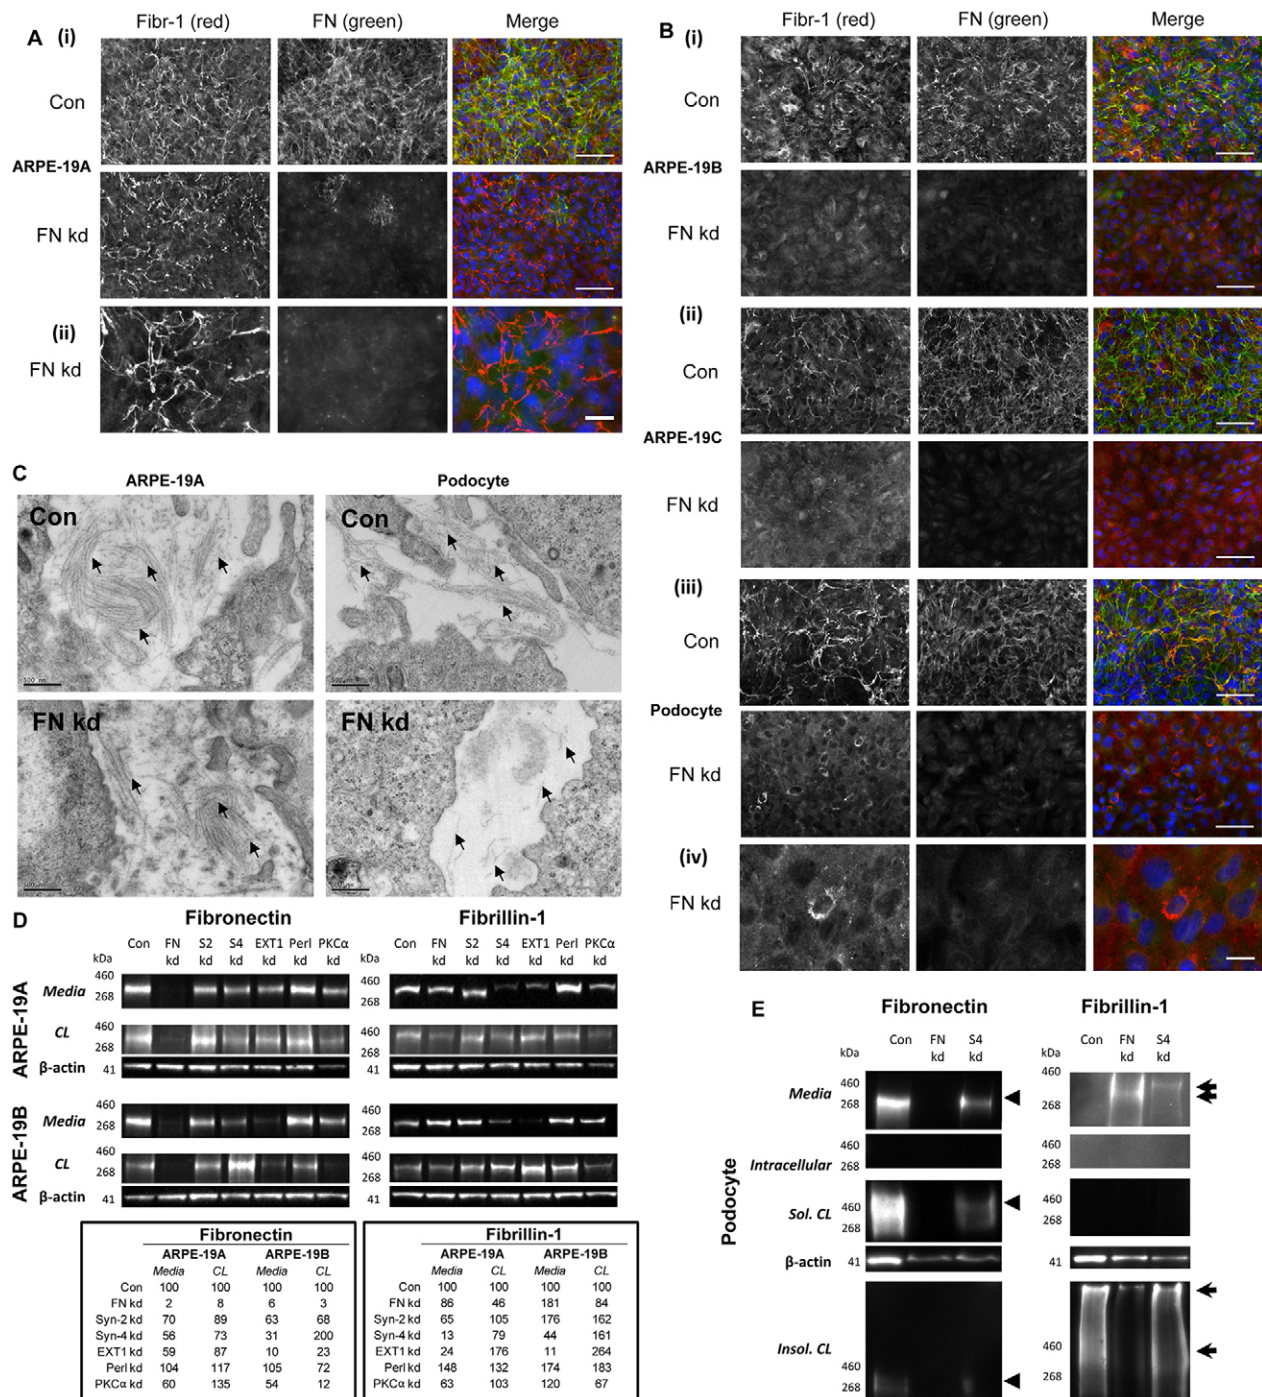 A (i) Fibr-1 (red) FN (green) Merge
Con
ARPE-19A
FN kd
(ii)
FN kd
B (i) Fibr-1 (red) FN (green) Merge
Con
ARPE-19B
FN kd
(ii)
Con
ARPE-19C
FN kd
(iii)
Con
Podocyte
FN kd
(iv)
FN kd
C
ARPE-19A Podocyte
Con
500 nm
500 nm
FN kd FN kd
D
Fibronectin Fibrillin-1
Con FN kd S2 kd S4 kd EXT1 kd Perl kd PKCα kd
Con FN kd S2 kd S4 kd EXT1 kd Perl kd PKCα kd
kDa kDa
ARPE-19A
Media 460 268 460 268
CL 460 268 460 268
β-actin 41 41
ARPE-19B
Media 460 268 460 268
CL 460 268 460 268
β-actin 41 41
Fibronectin
ARPE-19A ARPE-19B
Media CL Media CL
Con 100 100 100 100
FN kd 2 8 6 3
Syn-2 kd 70 89 63 68
Syn-4 kd 56 73 31 200
EXT1 kd 59 87 10 23
Perl kd 104 117 105 72
PKCα kd 60 135 54 12
Fibrillin-1
ARPE-19A ARPE-19B
Media CL Media CL
Con 100 100 100 100
FN kd 86 46 181 84
Syn-2 kd 65 105 176 162
Syn-4 kd 13 79 44 161
EXT1 kd 24 176 11 264
Perl kd 148 132 174 183
PKCα kd 63 103 120 67
E
Fibronectin Fibrillin-1
Con FN kd S4 kd Con FN kd S4 kd
kDa kDa
Podocyte
Media 460 268 460 268
Intracellular 460 268 460 268
Sol. CL 460 268 460 268
β-actin 41 41
Insol. CL 460 268 460 268